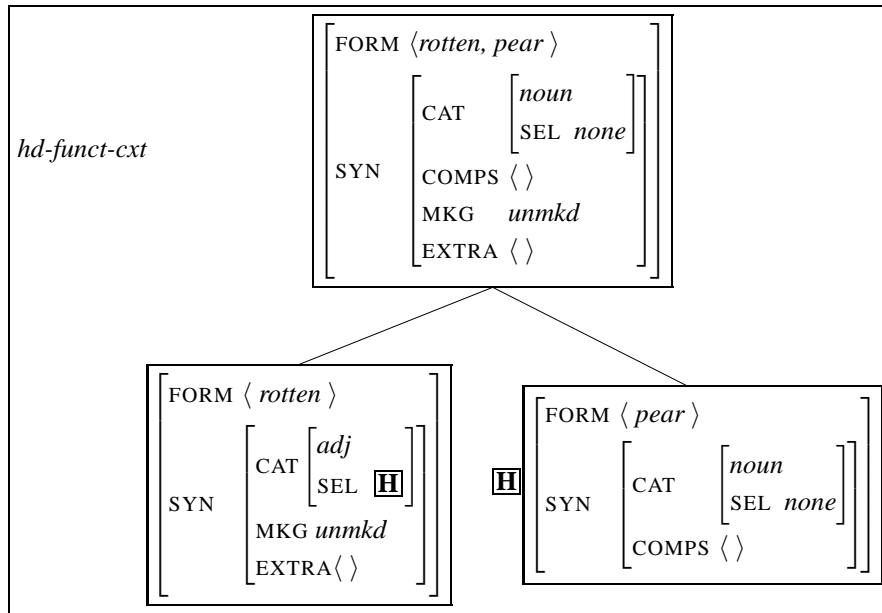 FORM ⟨rotten, pear ⟩
CAT noun
SEL none
hd-funct-cxt
SYN COMPS ⟨ ⟩
MKG unmkd
EXTRA ⟨ ⟩
FORM ⟨ rotten ⟩
CAT adj
SEL H
SYN
MKG unmkd
EXTRA⟨ ⟩
H
FORM ⟨ pear ⟩
CAT noun
SEL none
SYN
COMPS ⟨ ⟩